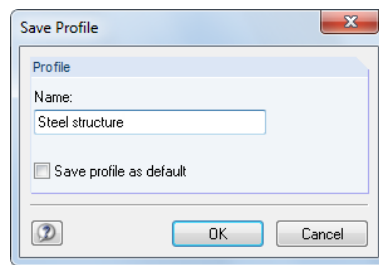 Save Profile
Profile
Name:
Steel structure
Save profile as default
OK
Cancel